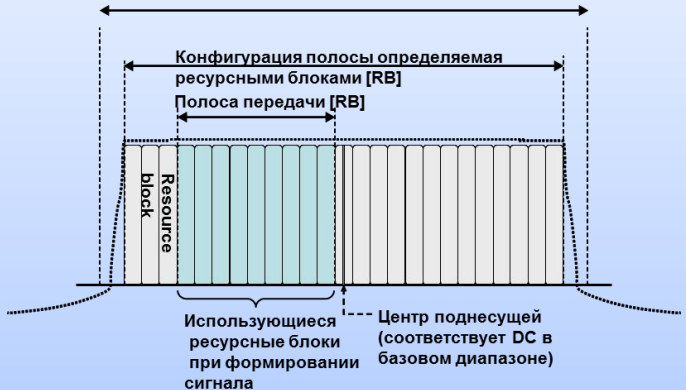 Конфигурация полосы определяемая
ресурсными блоками [RB]
Полоса передачи [RB]
Resource
block
Использующиеся
ресурсные блоки
при формировании
сигнала
Центр поднесущей
(соответствует DC в
базовом диапазоне)